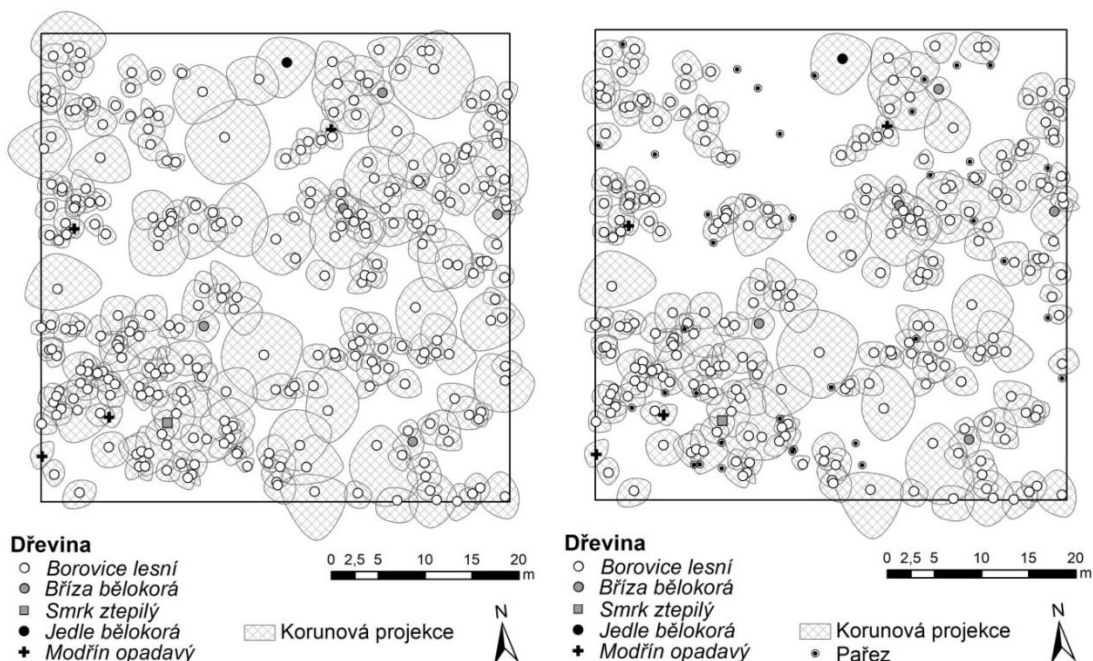 Dřevina
Borovice lesní
Bříza bělokorá
Smrk ztepilý
Jedle bělokorá
Modřín opadavý
0 2,5 5 10 15 20
m
N
Korunová projekce
Dřevina
Borovice lesní
Bříza bělokorá
Smrk ztepilý
Jedle bělokorá
Modřín opadavý
0 2,5 5 10 15 20
m
N
Korunová projekce
Pařez